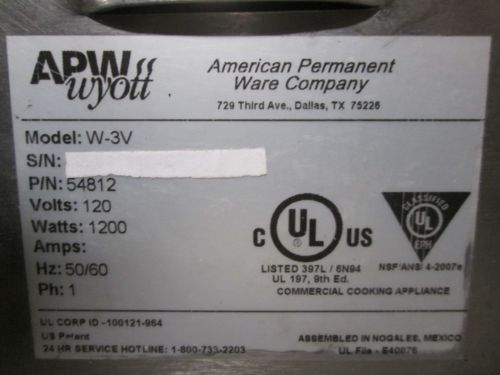 APW wyott
American Permanent
Ware Company
729 Third Ave., Dallas, TX 75226
Model: W-3V
S/N:
P/N: 54812
Volts: 120
Watts: 1200
Amps:
Hz: 50/60
Ph: 1
C UL US
LISTED 397L / 6N94
UL 197, 9th Ed.
COMMERCIAL COOKING APPLIANCE
CLASSIFIED
UL
EPH
NSF/ANSI 4-2007e
UL CORP ID -100121-964
US Patent
24 HR SERVICE HOTLINE: 1-800-733-2203
ASSEMBLED IN NOGALES, MEXICO
UL File - E40076